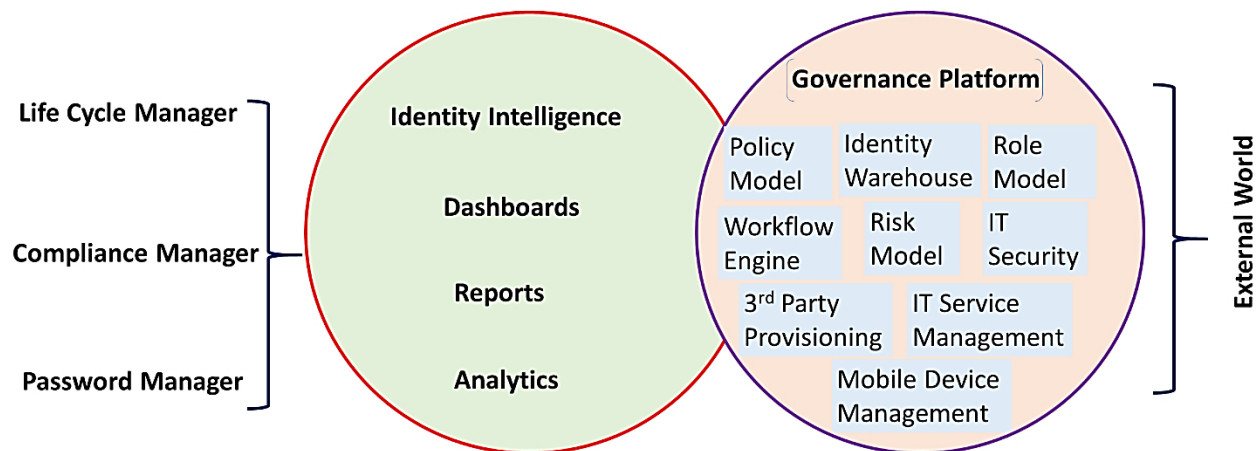 Life Cycle Manager
Compliance Manager
Password Manager
Identity Intelligence
Dashboards
Reports
Analytics
Governance Platform
Policy
Model
Identity
Warehouse
Role
Model
Workflow
Engine
Risk
Model
IT
Security
3rd Party
Provisioning
IT Service
Management
Mobile Device
Management
External World